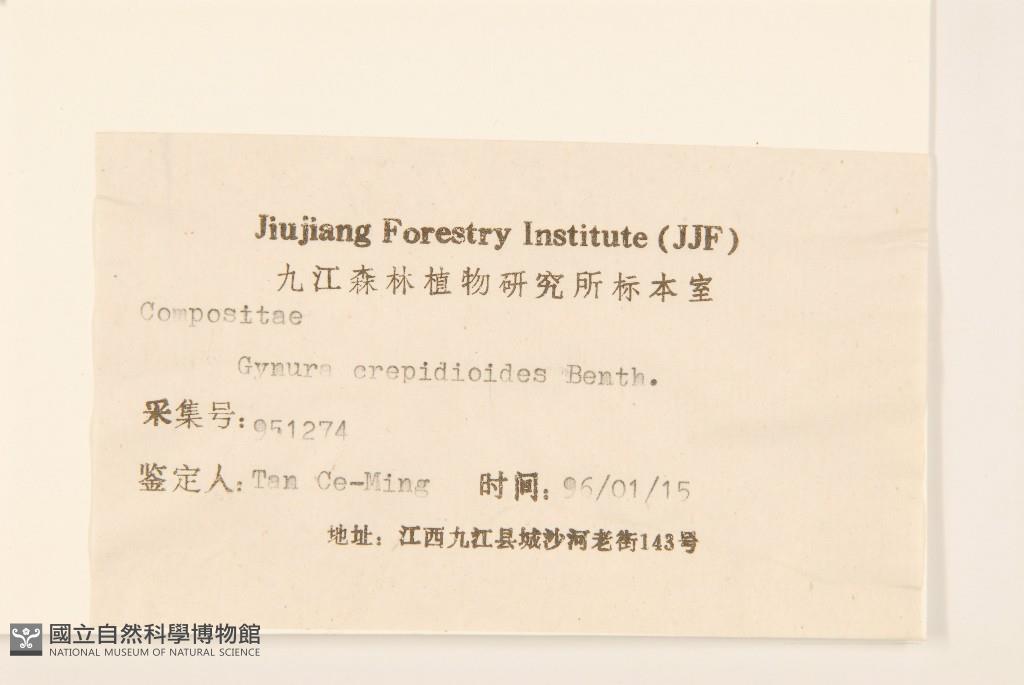 Jiujiang Forestry Institute (JJF)
九江森林植物研究所标本室
Compositae
Gynura crepidioides Benth.
采集号: 951274
鉴定人: Tan Ce-Ming 时间: 96/01/15
地址: 江西九江县城沙河老街143号
國立自然科學博物館
NATIONAL MUSEUM OF NATURAL SCIENCE